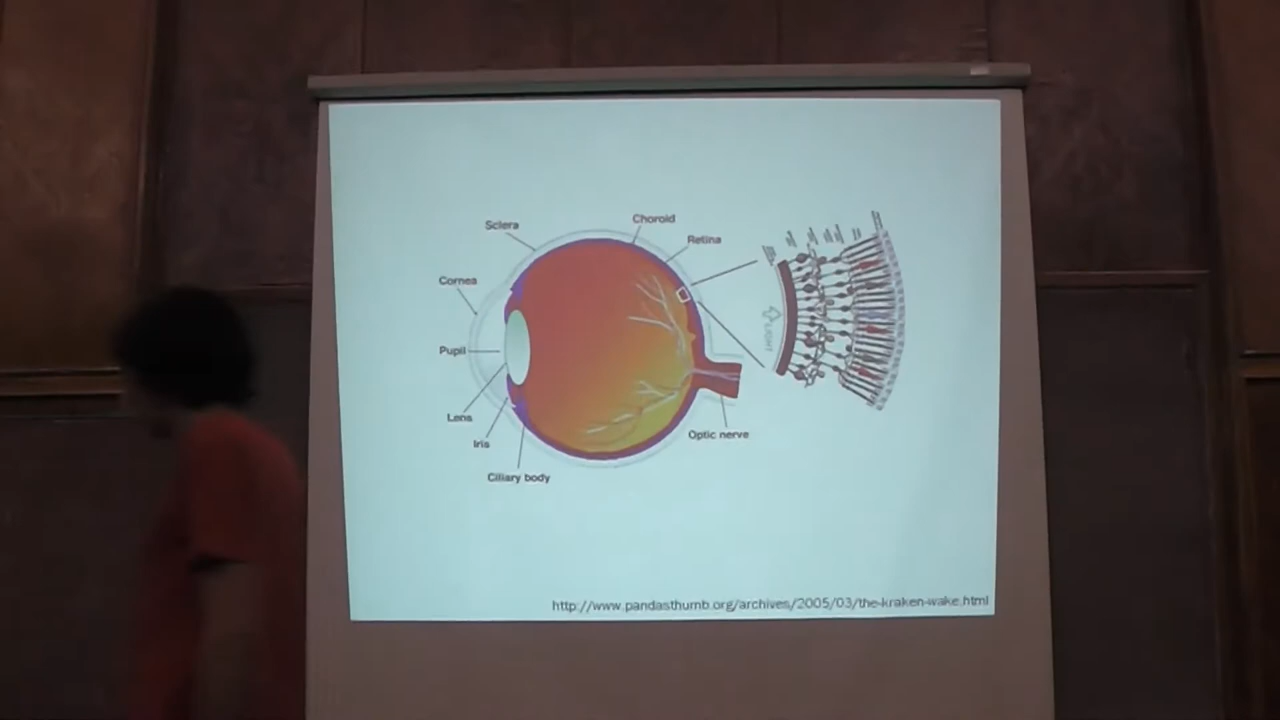 Sclera
Choroid
Retina
Cornea
Pupil
Lens
Iris
Ciliary body
Optic nerve
LIGHT
http://www.pandasthumb.org/archives/2005/03/the-kraken-wake.html